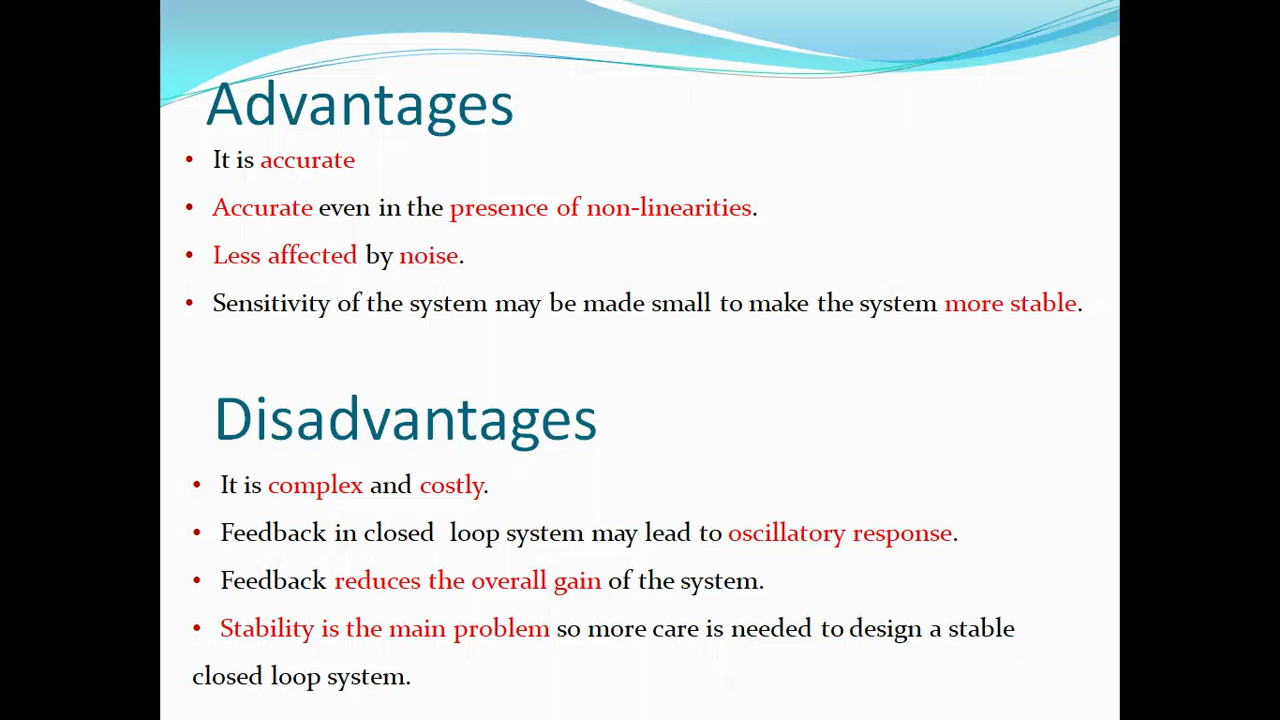 Advantages
• It is accurate
• Accurate even in the presence of non-linearities.
• Less affected by noise.
• Sensitivity of the system may be made small to make the system more stable.
Disadvantages
• It is complex and costly.
• Feedback in closed loop system may lead to oscillatory response.
• Feedback reduces the overall gain of the system.
• Stability is the main problem so more care is needed to design a stable
closed loop system.